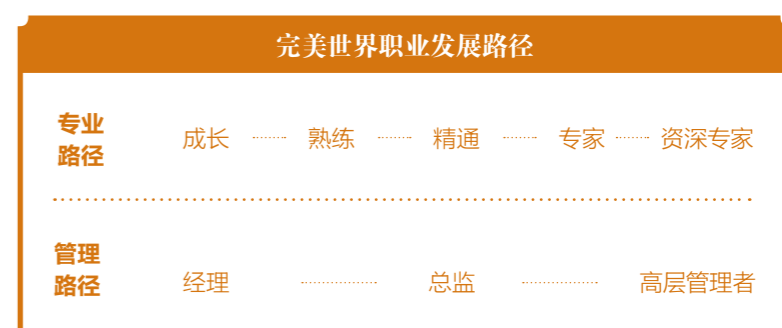 完美世界职业发展路径
专业
路径
成长 熟练 精通 专家 资深专家
管理
路径
经理 总监 高层管理者